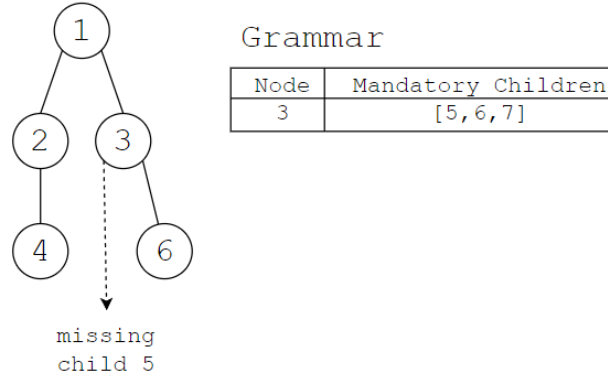 1
Grammar
Node Mandatory Children
3 [5,6,7]
2 3
4 6
missing
child 5